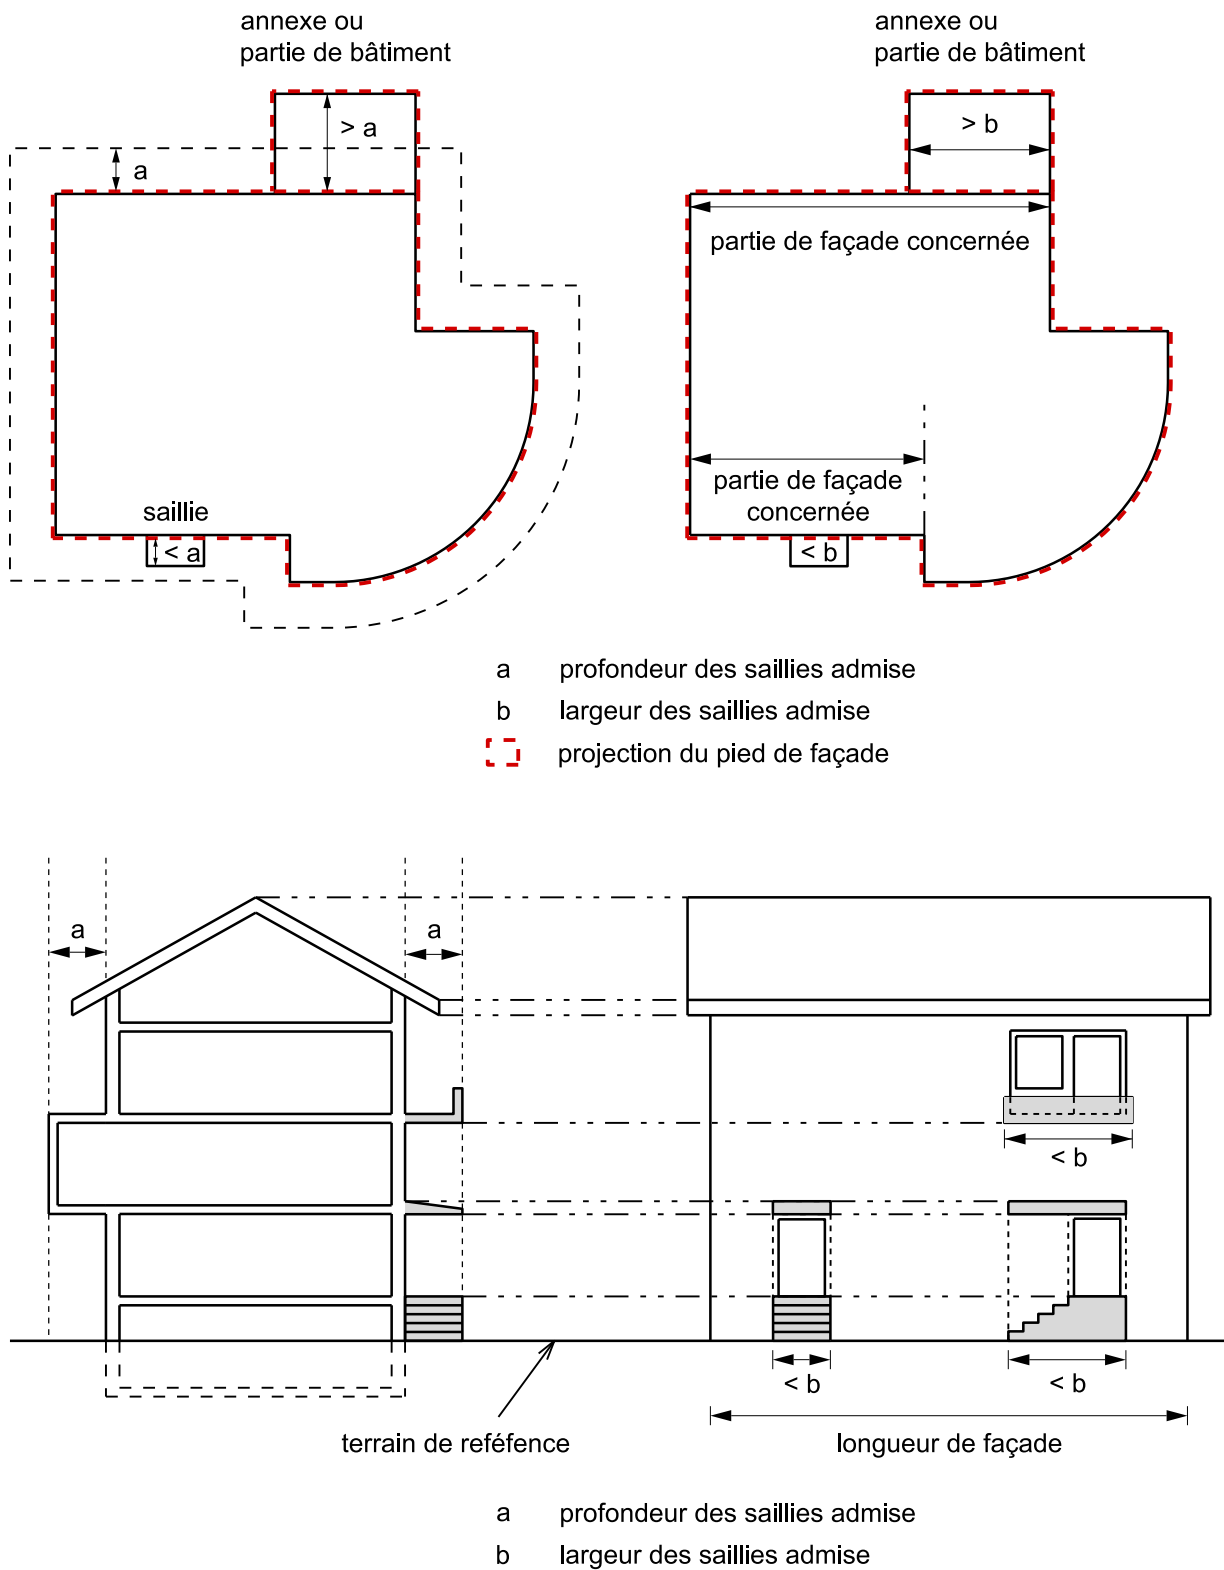 annexe ou
partie de bâtiment
> a
a
saillie
< a
annexe ou
partie de bâtiment
> b
partie de façade concernée
partie de façade
concernée
< b
a profondeur des saillies admise
b largeur des saillies admise
projection du pied de façade
a
a
< b
< b
< b
terrain de reféfence
longueur de façade
a profondeur des saillies admise
b largeur des saillies admise